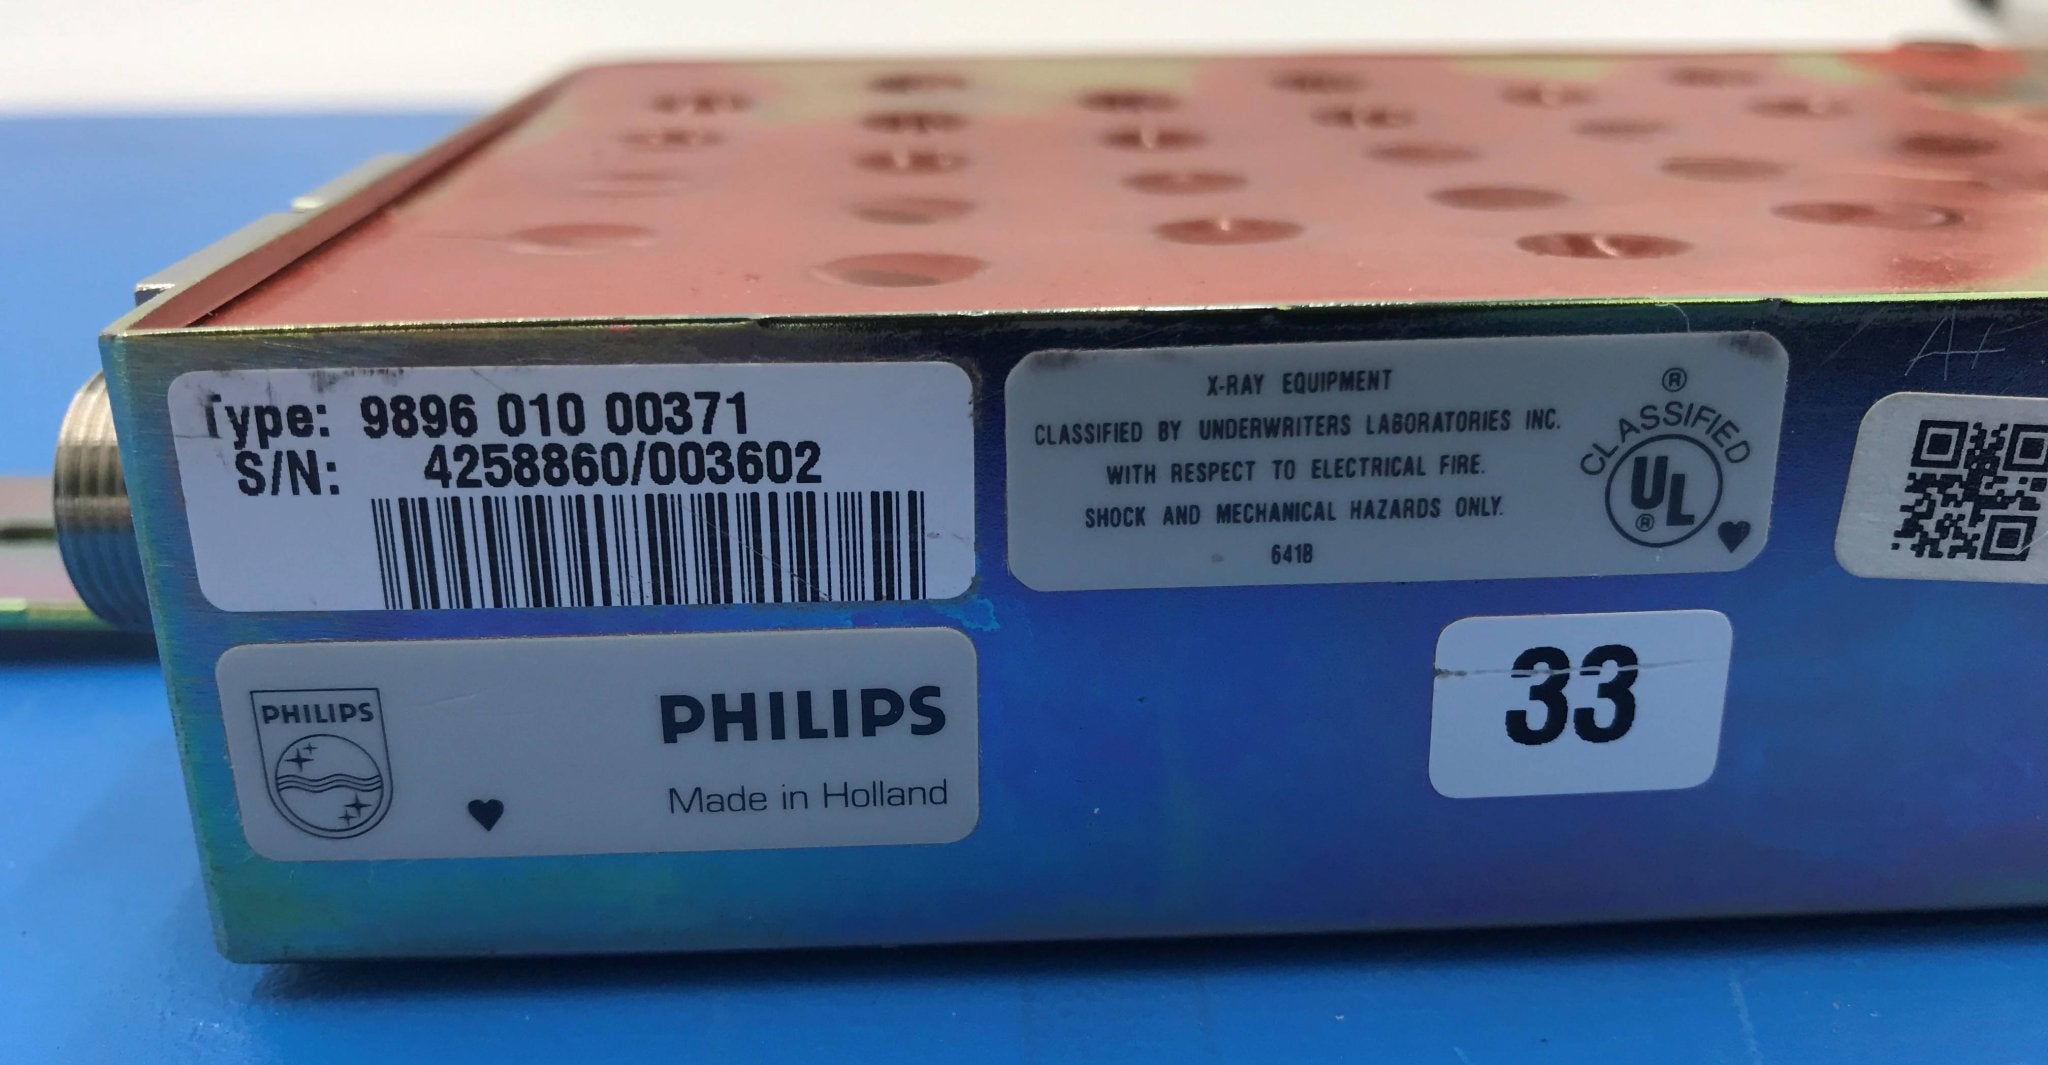 Type: 9896 010 00371
S/N: 4258860/003602
X-RAY EQUIPMENT
CLASSIFIED BY UNDERWRITERS LABORATORIES INC.
WITH RESPECT TO ELECTRICAL FIRE.
SHOCK AND MECHANICAL HAZARDS ONLY.
641B
®
CLASSIFIED
UL
®
A+
PHILIPS
PHILIPS
Made in Holland
33